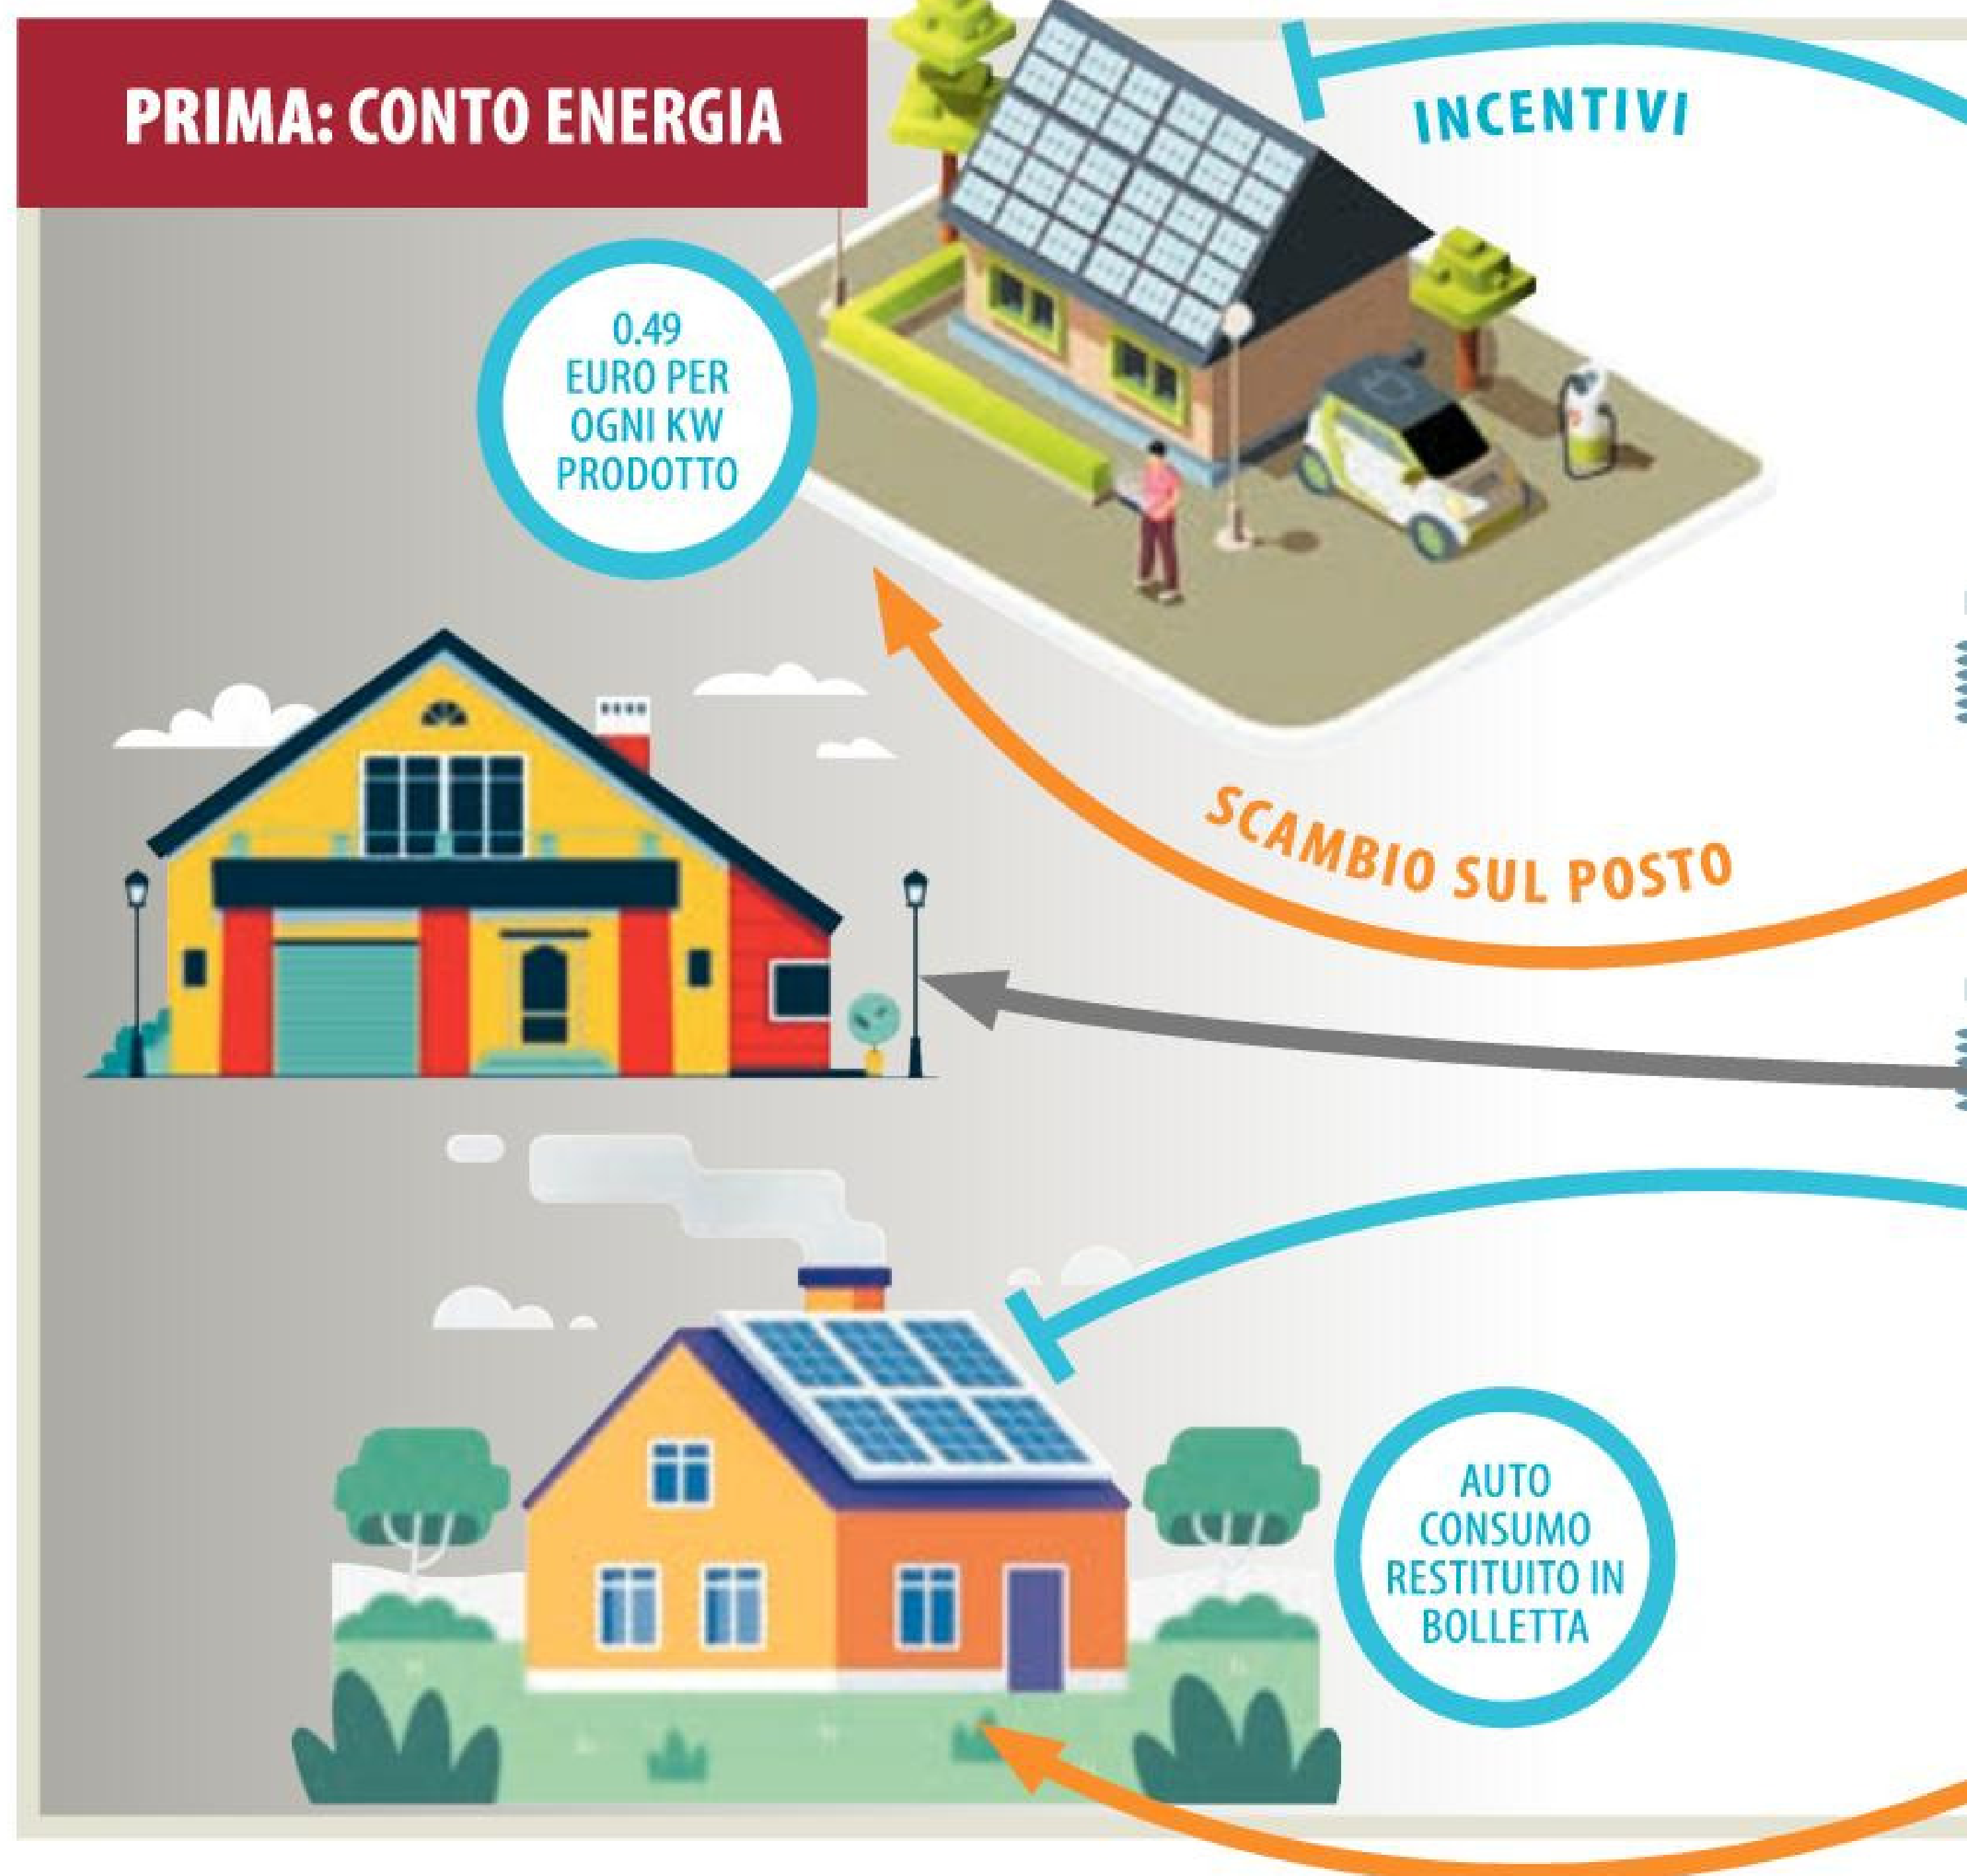 PRIMA: CONTO ENERGIA
INCENTIVI
0.49
EURO PER
OGNI KW
PRODOTTO
SCAMBIO SUL POSTO
AUTO
CONSUMO
RESTITUITO IN
BOLLETTA